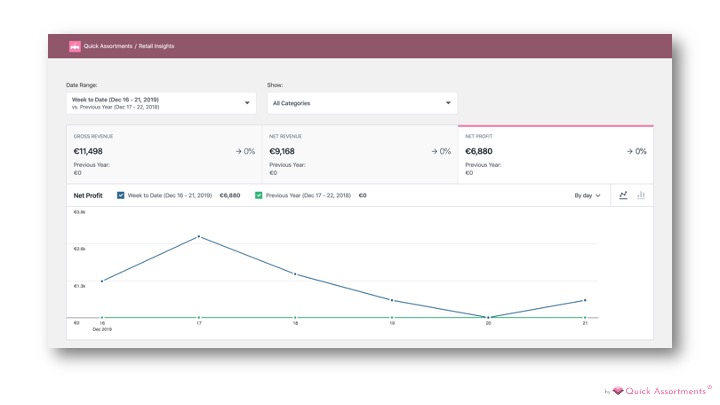 Quick Assortments / Retail Insights
Date Range:
Show:
Week to Date (Dec 16 - 21, 2019)
vs. Previous Year (Dec 17 - 22, 2018)
All Categories
GROSS REVENUE
€11,498 → 0%
Previous Year:
€0
NET REVENUE
€9,168 → 0%
Previous Year:
€0
NET PROFIT
€6,880 → 0%
Previous Year:
€0
Net Profit Week to Date (Dec 16 - 21, 2019) €6,880 Previous Year (Dec 17 - 22, 2018) €0 By day
€3.9k
€2.6k
€1.3k
€0 16 17 18 19 20 21
Dec 2019
by Quick Assortments®